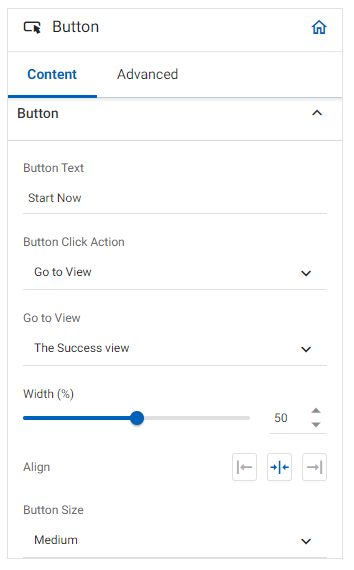 Button
Content Advanced
Button
Button Text
Start Now
Button Click Action
Go to View
Go to View
The Success view
Width (%)
50
Align
Button Size
Medium